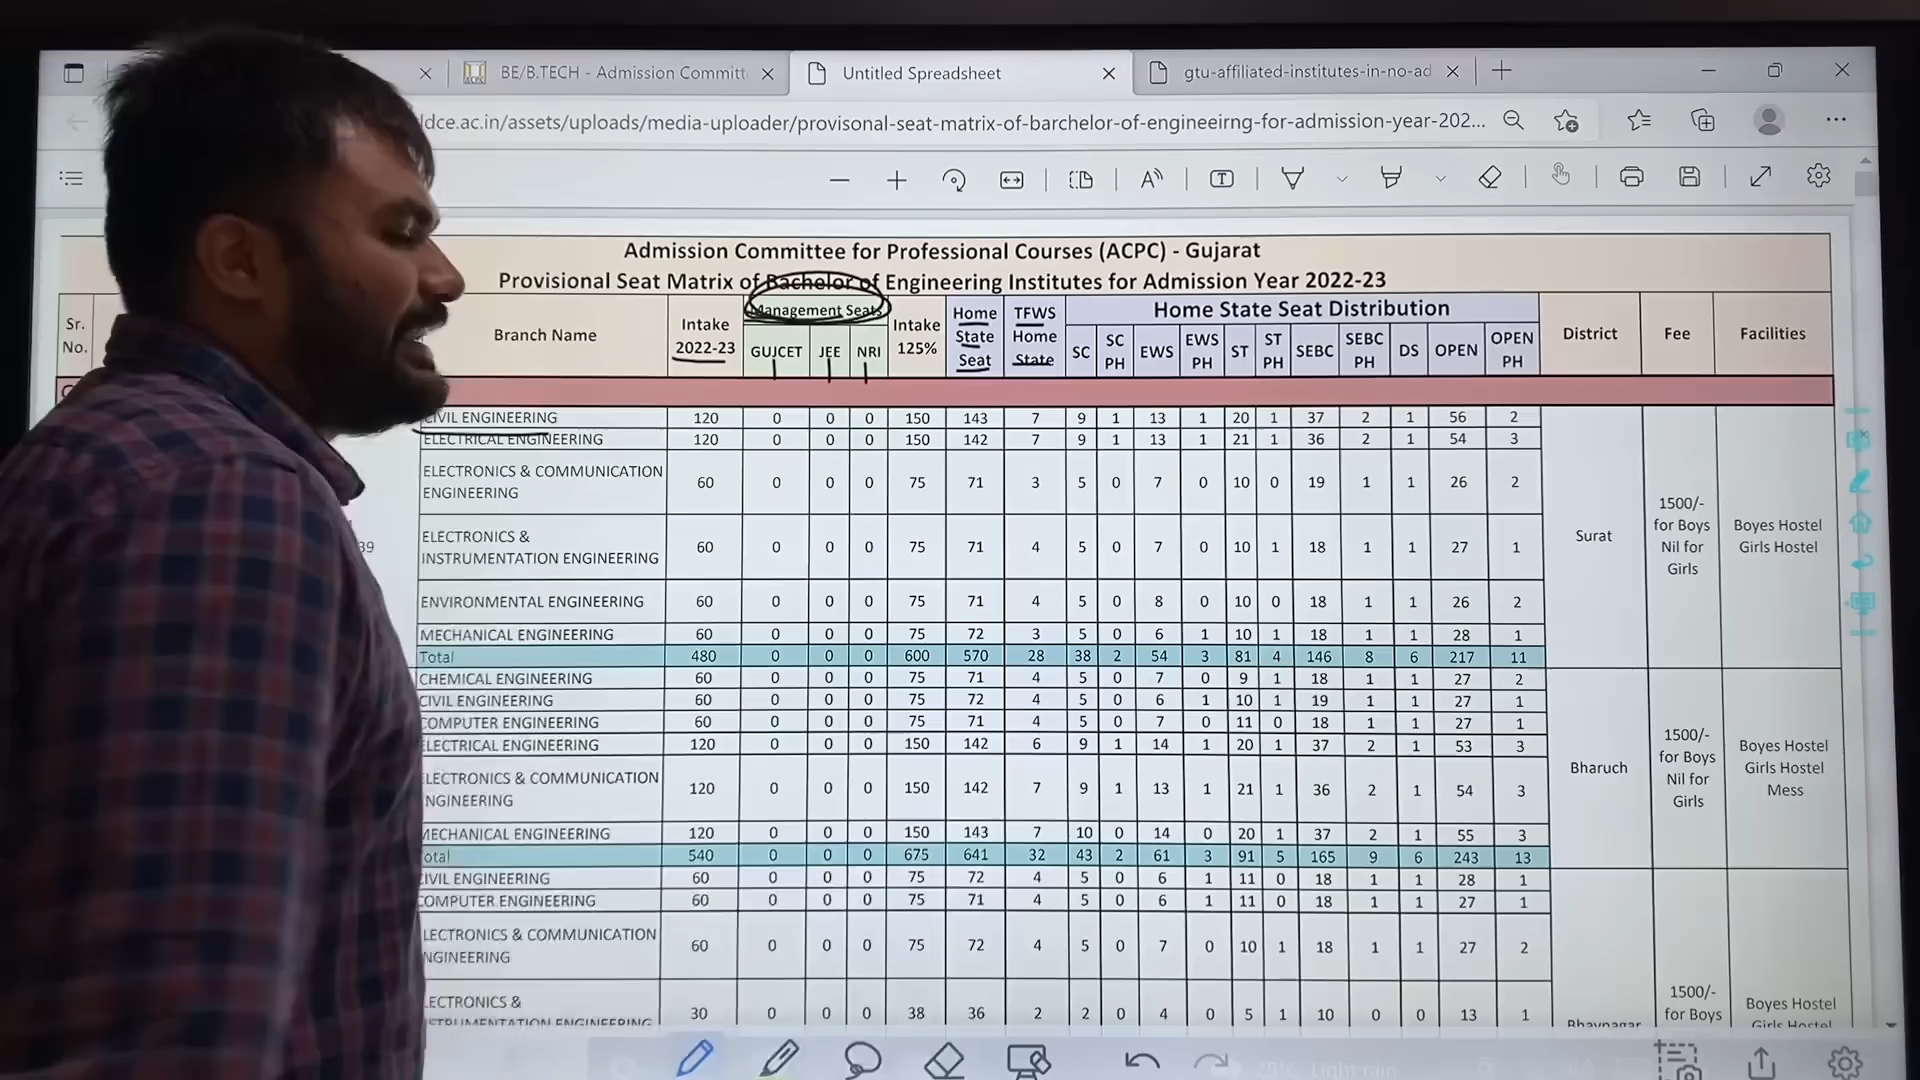 BE/B.TECH - Admission Committ
Untitled Spreadsheet
gtu-affiliated-institutes-in-no-ad
ldce.ac.in/assets/uploads/media-uploader/provisonal-seat-matrix-of-barchelor-of-engineeirng-for-admission-year-202...
Admission Committee for Professional Courses (ACPC) - Gujarat
Provisional Seat Matrix of Bachelor of Engineering Institutes for Admission Year 2022-23
Sr. No. Branch Name Intake 2022-23 Management Seats GUJCET JEE NRI Intake 125% Home State Seat TFWS Home State Home State Seat Distribution SC SC PH EWS EWS PH ST ST PH SEBC SEBC PH DS OPEN OPEN PH District Fee Facilities
CIVIL ENGINEERING 120 0 0 0 150 143 7 9 1 13 1 20 1 37 2 1 56 2
ELECTRICAL ENGINEERING 120 0 0 0 150 142 7 9 1 13 1 21 1 36 2 1 54 3
ELECTRONICS & COMMUNICATION
ENGINEERING 60 0 0 0 75 71 3 5 0 7 0 10 0 19 1 1 26 2
ELECTRONICS &
INSTRUMENTATION ENGINEERING 60 0 0 0 75 71 4 5 0 7 0 10 1 18 1 1 27 1
39
ENVIRONMENTAL ENGINEERING 60 0 0 0 75 71 4 5 0 8 0 10 0 18 1 1 26 2
MECHANICAL ENGINEERING 60 0 0 0 75 72 3 5 0 6 1 10 1 18 1 1 28 1
Total 480 0 0 0 600 570 28 38 2 54 3 81 4 146 8 6 217 11
Surat
1500/-
for Boys
Nil for
Girls
Boyes Hostel
Girls Hostel
CHEMICAL ENGINEERING 60 0 0 0 75 71 4 5 0 7 0 9 1 18 1 1 27 2
CIVIL ENGINEERING 60 0 0 0 75 72 4 5 0 6 1 10 1 19 1 1 27 1
COMPUTER ENGINEERING 60 0 0 0 75 71 4 5 0 7 0 11 0 18 1 1 27 1
ELECTRICAL ENGINEERING 120 0 0 0 150 142 6 9 1 14 1 20 1 37 2 1 53 3
LECTRONICS & COMMUNICATION
NGINEERING 120 0 0 0 150 142 7 9 1 13 1 21 1 36 2 1 54 3
MECHANICAL ENGINEERING 120 0 0 0 150 143 7 10 0 14 0 20 1 37 2 1 55 3
otal 540 0 0 0 675 641 32 43 2 61 3 91 5 165 9 6 243 13
Bharuch
1500/-
for Boys
Nil for
Girls
Boyes Hostel
Girls Hostel
Mess
IVIL ENGINEERING 60 0 0 0 75 72 4 5 0 6 1 11 0 18 1 1 28 1
COMPUTER ENGINEERING 60 0 0 0 75 71 4 5 0 6 1 11 0 18 1 1 27 1
LECTRONICS & COMMUNICATION
NGINEERING 60 0 0 0 75 72 4 5 0 7 0 10 1 18 1 1 27 2
ECTRONICS &
STRUMENTATION ENGINEERING 30 0 0 0 38 36 2 2 0 4 0 5 1 10 0 0 13 1
Bhavnagar
1500/-
for Boys
Boyes Hostel
Girls Hostel
Light rain